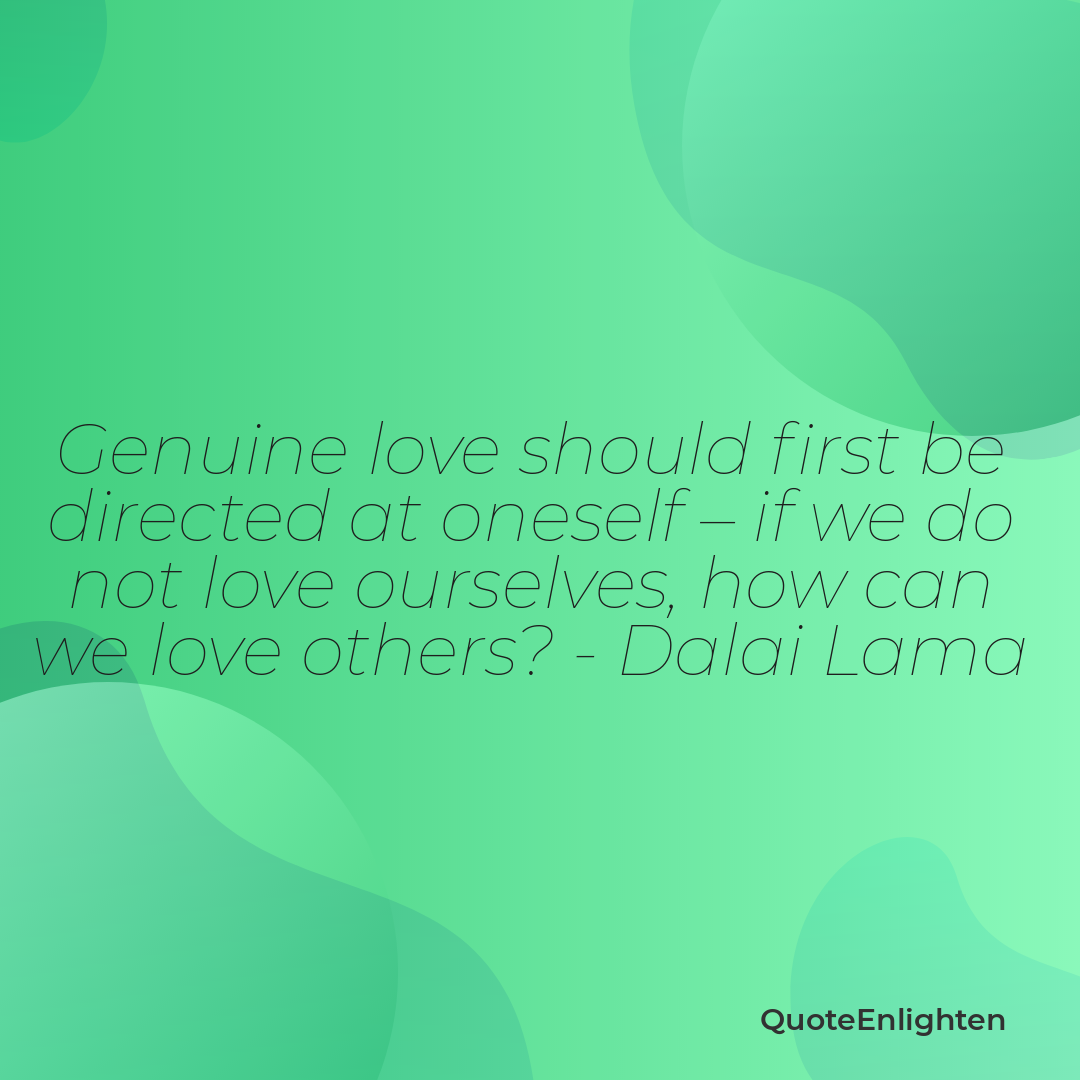 Genuine love should first be
directed at oneself – if we do
not love ourselves, how can
we love others? - Dalai Lama
QuoteEnlighten